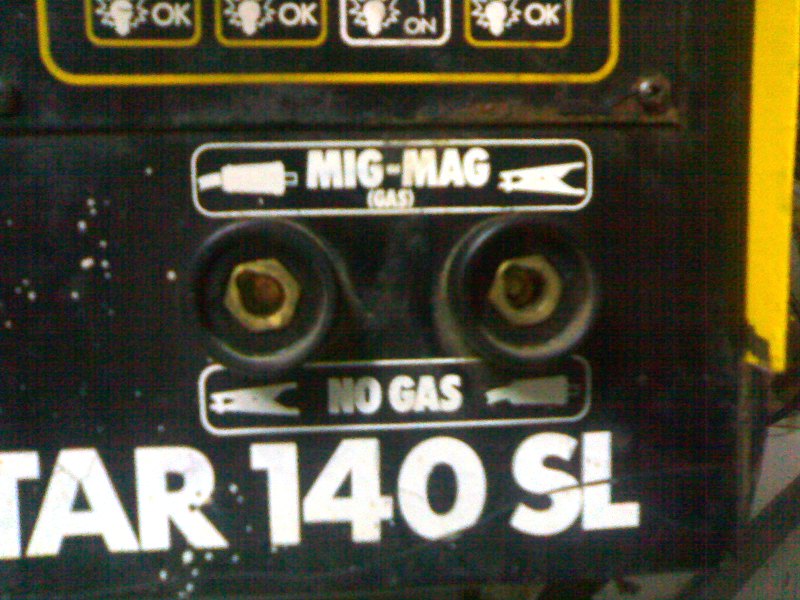 OK OK 1 ON OK
MIG-MAG
(GAS)
NO GAS
TAR 140 SL